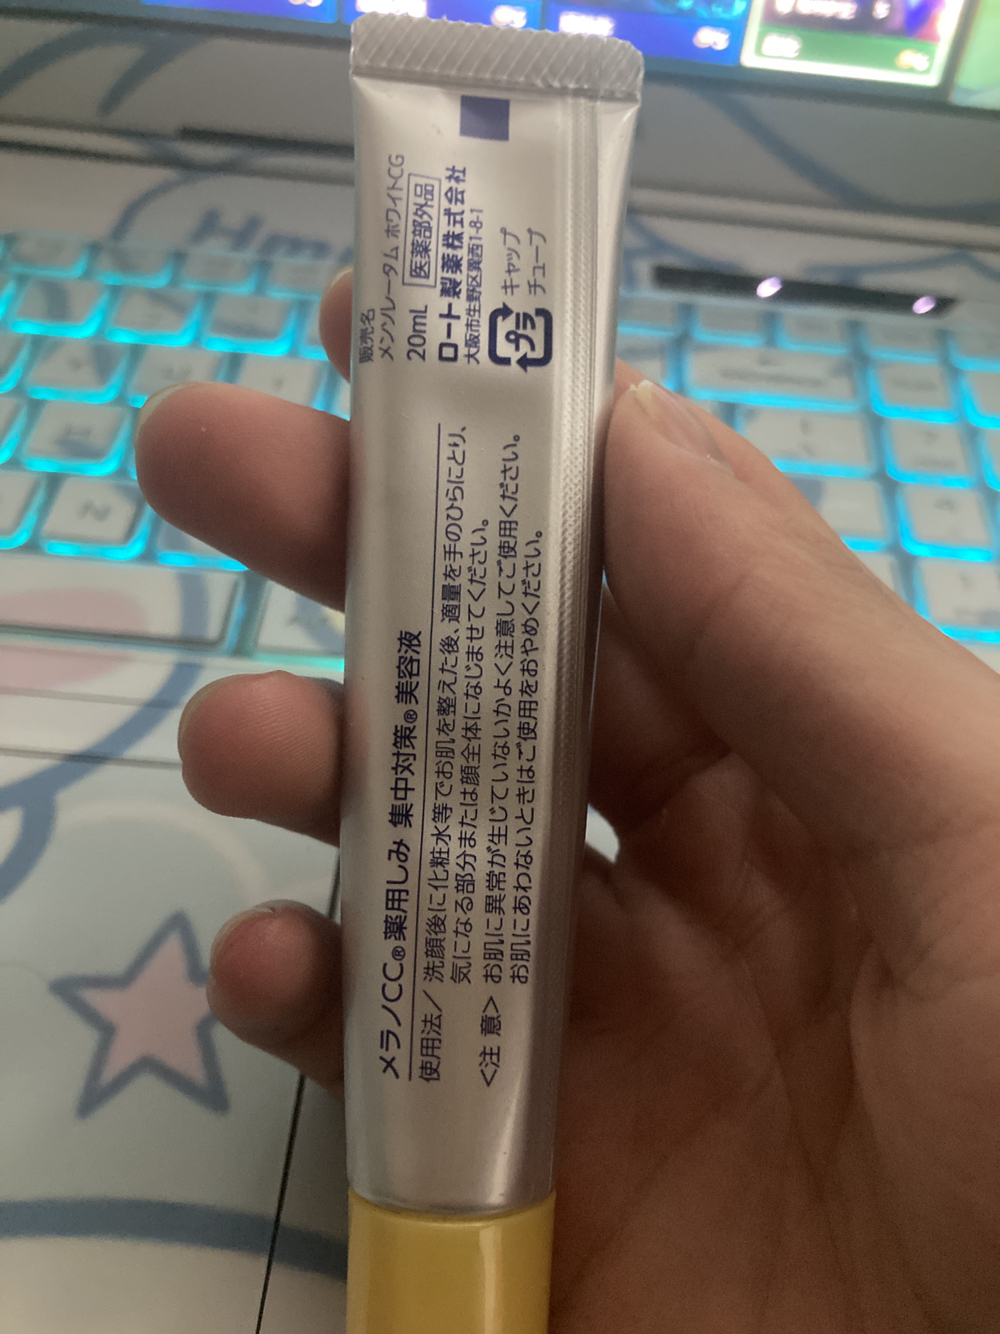 メラノCC®薬用しみ 集中対策®美容液
使用法/ 洗顔後に化粧水等でお肌を整えた後、適量を手のひらにとり、
気になる部分または顔全体になじませてください。
<注 意> お肌に異常が生じていないかよく注意してご使用ください。
お肌にあわないときはご使用をおやめください。
販売名
メンソレータム ホワイトCG
20mL 医薬部外品
ロート製薬株式会社
大阪市生野区巽西1-8-1
プラ
キャップ
チューブ